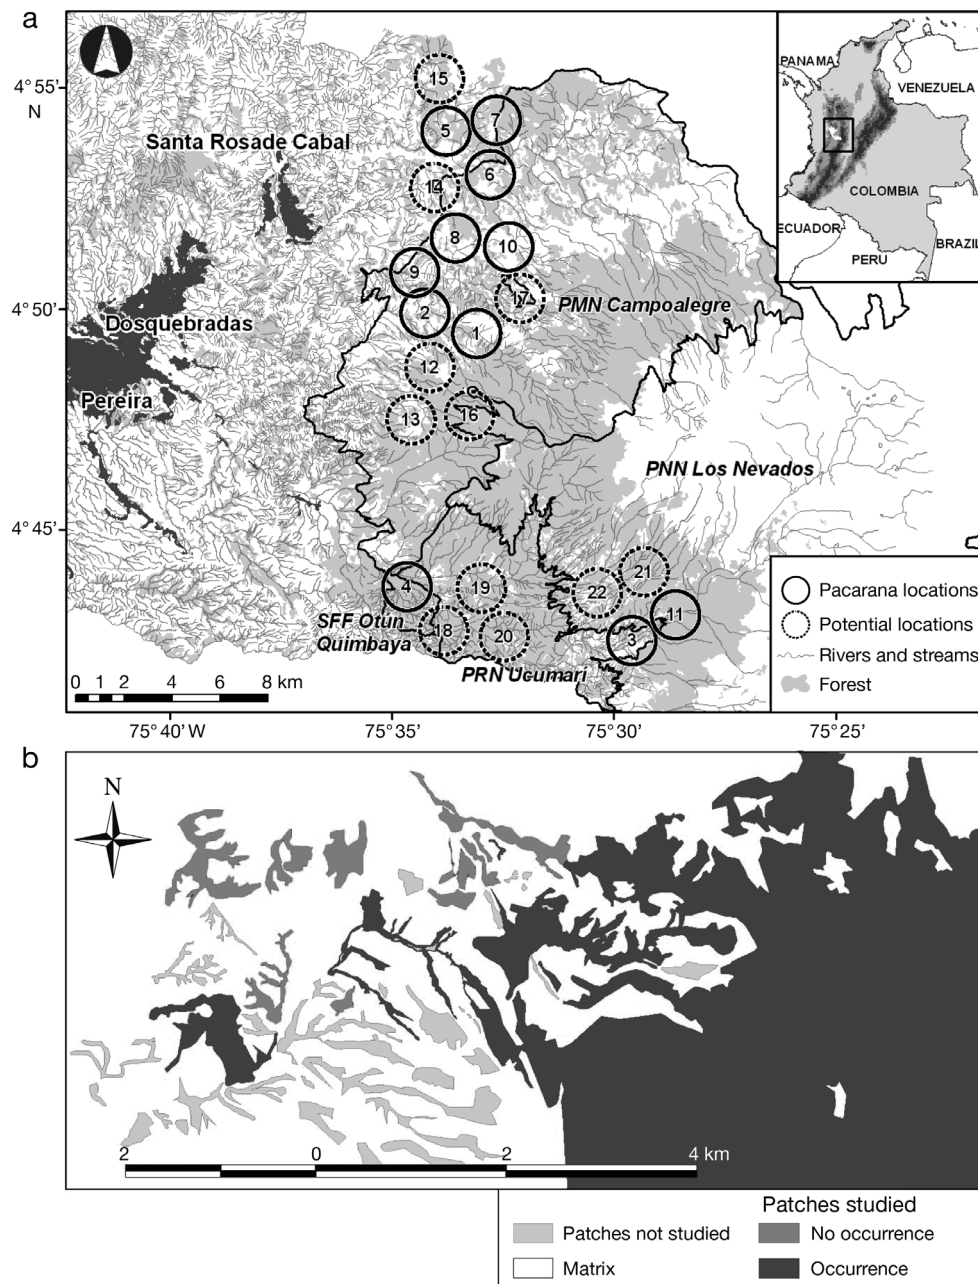 a
4° 55'
N
15
5
7
PANAMA
VENEZUELA
Santa Rosade Cabal
14
6
COLOMBIA
8
10
ECUADOR
BRAZIL
PERU
9
17
4° 50'
2
1
PMN Campoalegre
Dosquebradas
12
Pereira
13
16
PNN Los Nevados
4° 45'
21
4
19
22
11
SFF Otun
Quimbaya
18
20
3
PRN Ucumari
Pacarana locations
Potential locations
Rivers and streams
Forest
0 1 2 4 6 8 km
75° 40' W
75° 35'
75° 30'
75° 25'
b
N
2 0 2 4 km
Patches studied
Patches not studied
No occurrence
Matrix
Occurrence